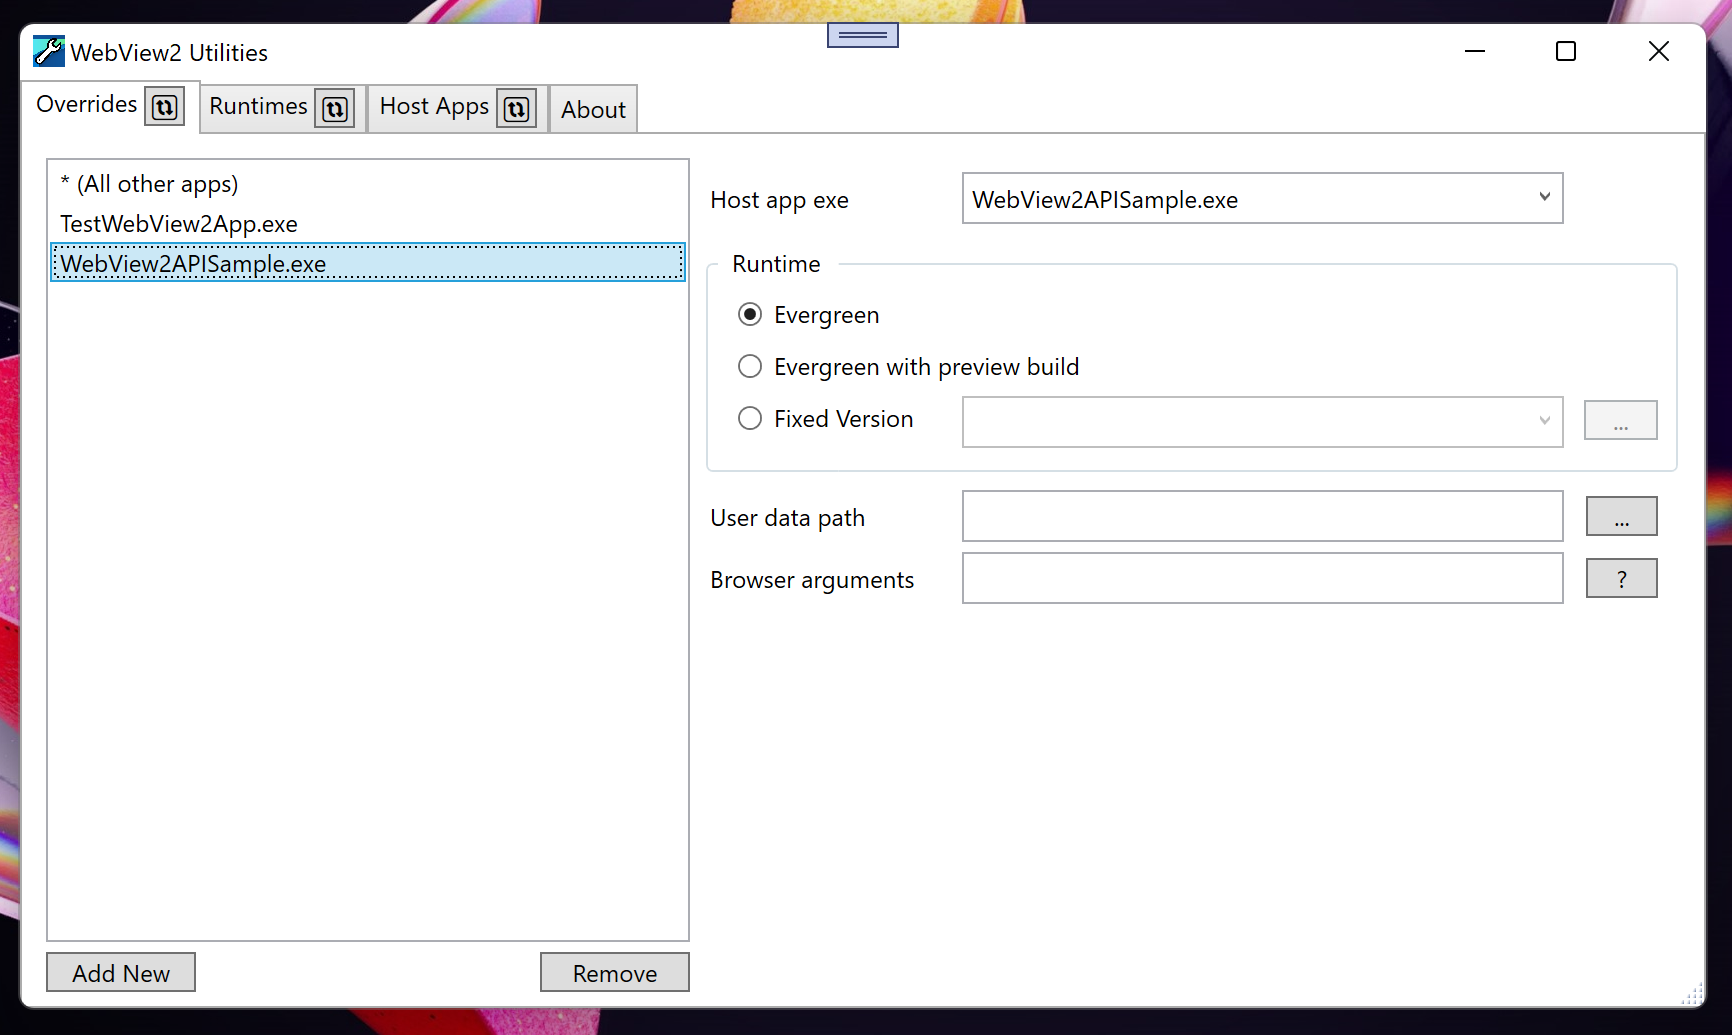 WebView2 Utilities
Overrides
Runtimes
Host Apps
About
* (All other apps)
TestWebView2App.exe
WebView2APISample.exe
Host app exe
WebView2APISample.exe
Runtime
Evergreen
Evergreen with preview build
Fixed Version
...
User data path
...
Browser arguments
?
Add New
Remove